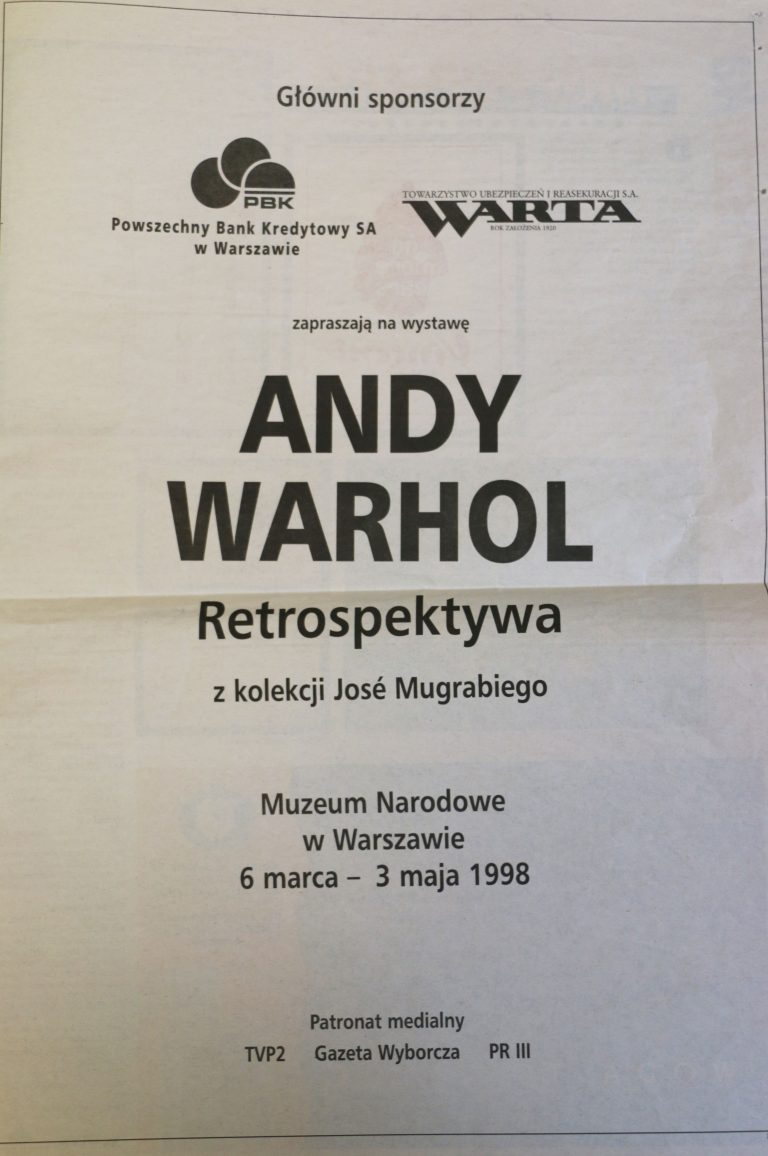 Główni sponsorzy
PBK
Powszechny Bank Kredytowy SA
w Warszawie
TOWARZYSTWO UBEZPIECZEŃ I REASEKURACJI S.A.
WARTA
ROK ZAŁOŻENIA 1920
zapraszają na wystawę
ANDY
WARHOL
Retrospektywa
z kolekcji José Mugrabiego
Muzeum Narodowe
w Warszawie
6 marca – 3 maja 1998
Patronat medialny
TVP2 Gazeta Wyborcza PR III